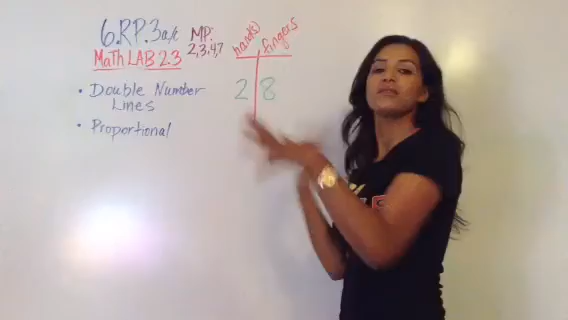 6.RP.3a/c MP:
2,3,4,7
Math LAB 2.3
• Double Number
Lines
• Proportional
hand(s) fingers
2 8